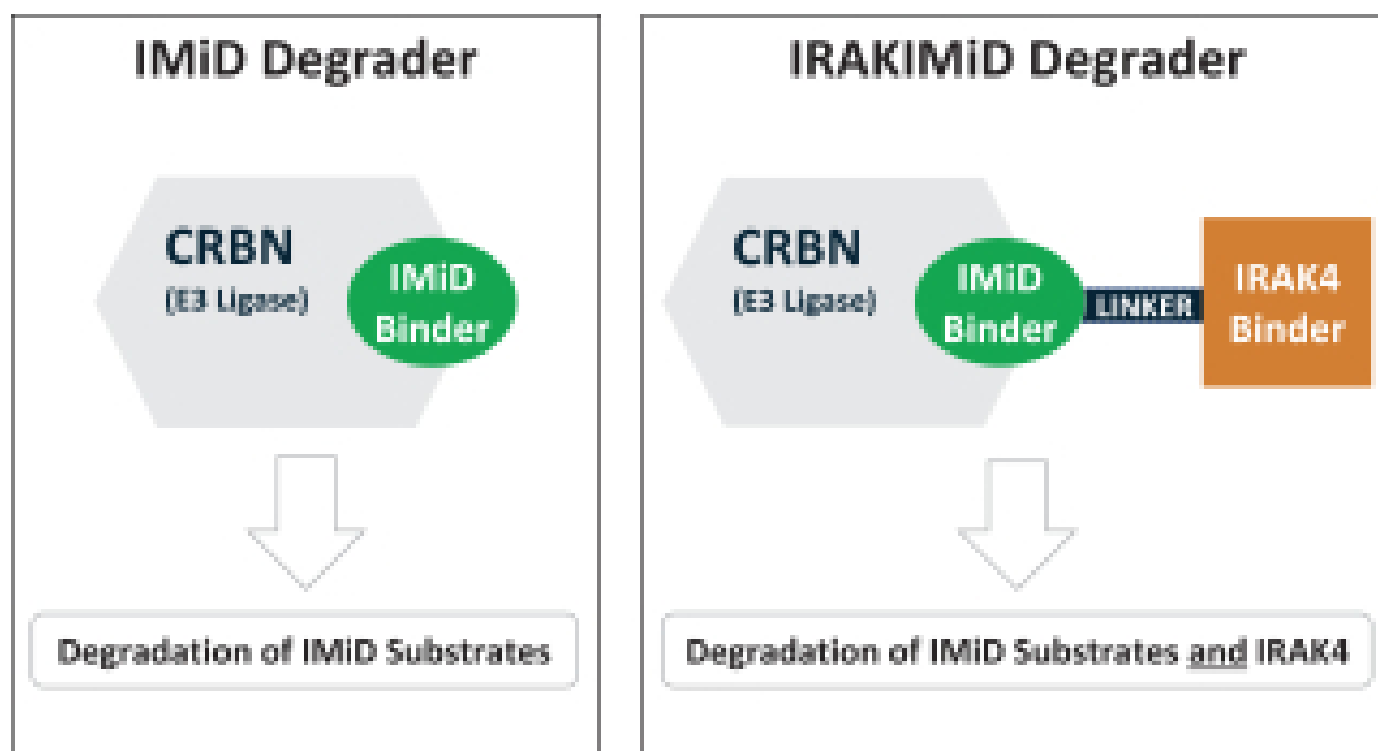 IMiD Degrader
CRBN
(E3 Ligase)
IMiD
Binder
Degradation of IMiD Substrates
IRAKIMiD Degrader
CRBN
(E3 Ligase)
IMiD
Binder
LINKER
IRAK4
Binder
Degradation of IMiD Substrates and IRAK4